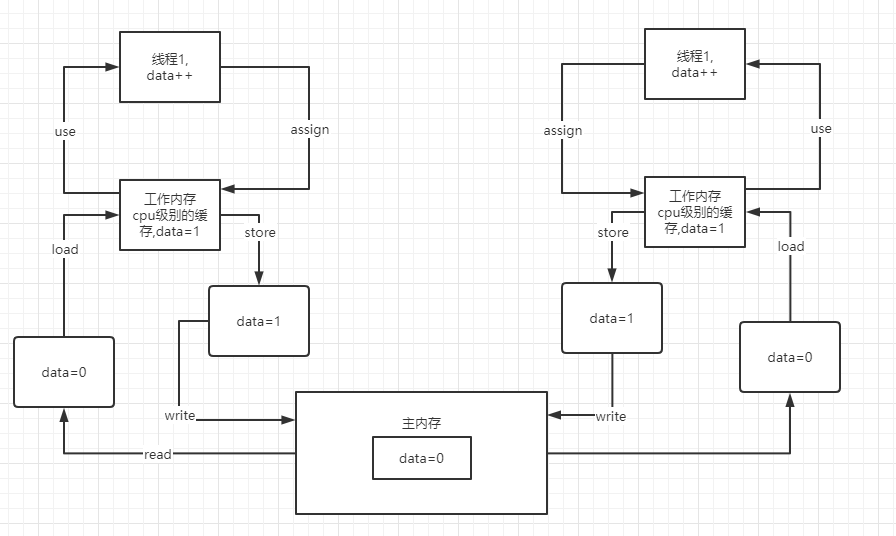 线程1,
data++
线程1,
data++
use
assign
assign
use
工作内存
cpu级别的缓
存,data=1
工作内存
cpu级别的缓
存,data=1
load
store
store
load
data=1
data=1
data=0
data=0
write
write
主内存
data=0
read